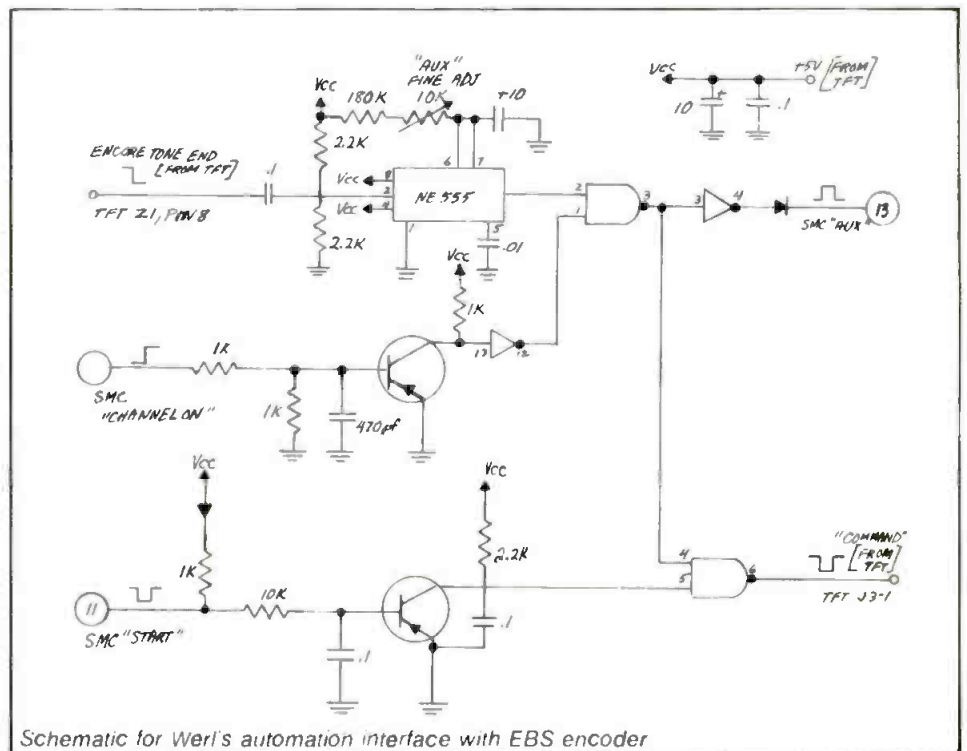 "AUX"
FINE ADJ
Vcc
180K
10K
+10
Vcc
+5V [FROM TFT]
10
+
.1
2.2K
ENCORE TONE END
[FROM TFT]
.1
TFT Z1, PIN 8
6
7
Vcc
8
2
Vcc
4
NE 555
1
5
.01
2.2K
2
1
3
3
4
SMC "AUX"
13
Vcc
1K
13
12
SMC
"CHANNEL ON"
1K
1K
470pf
Vcc
1K
11
SMC "START"
10K
.1
Vcc
2.2K
.1
4
5
6
"COMMAND"
[FROM
TFT]
TFT J3-1
Schematic for Werl's automation interface with EBS encoder